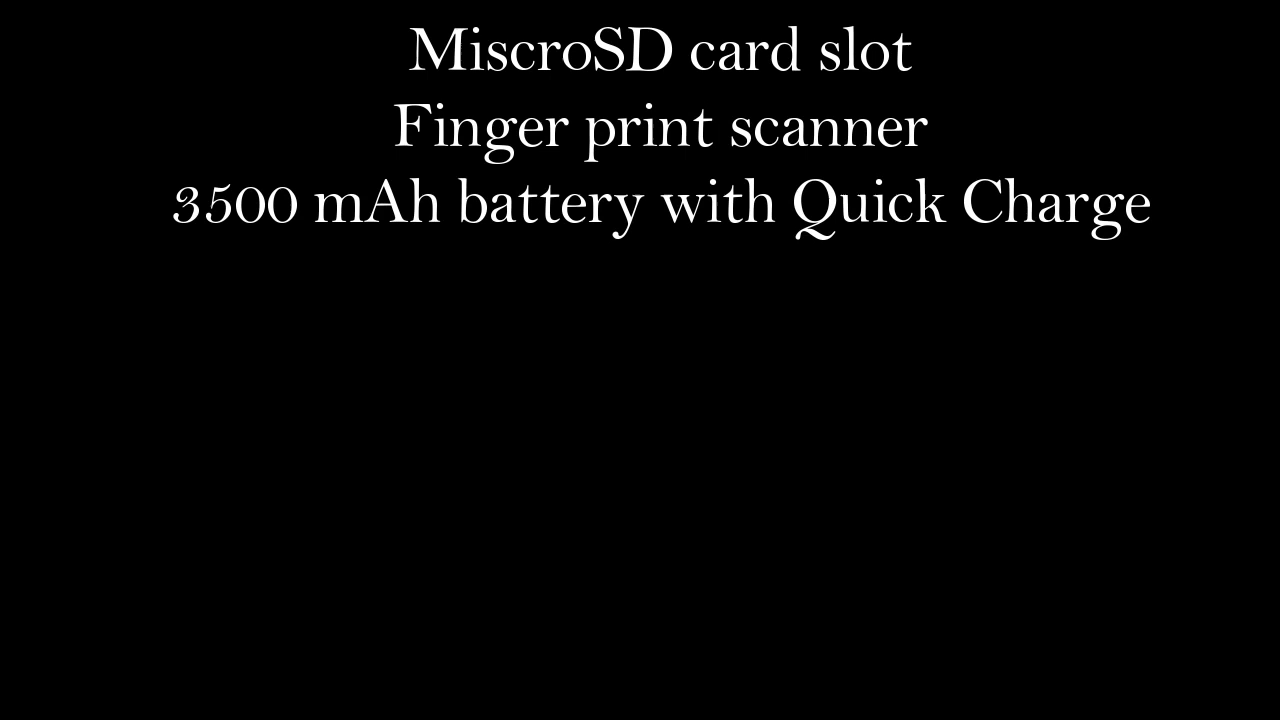 MiscroSD card slot
Finger print scanner
3500 mAh battery with Quick Charge